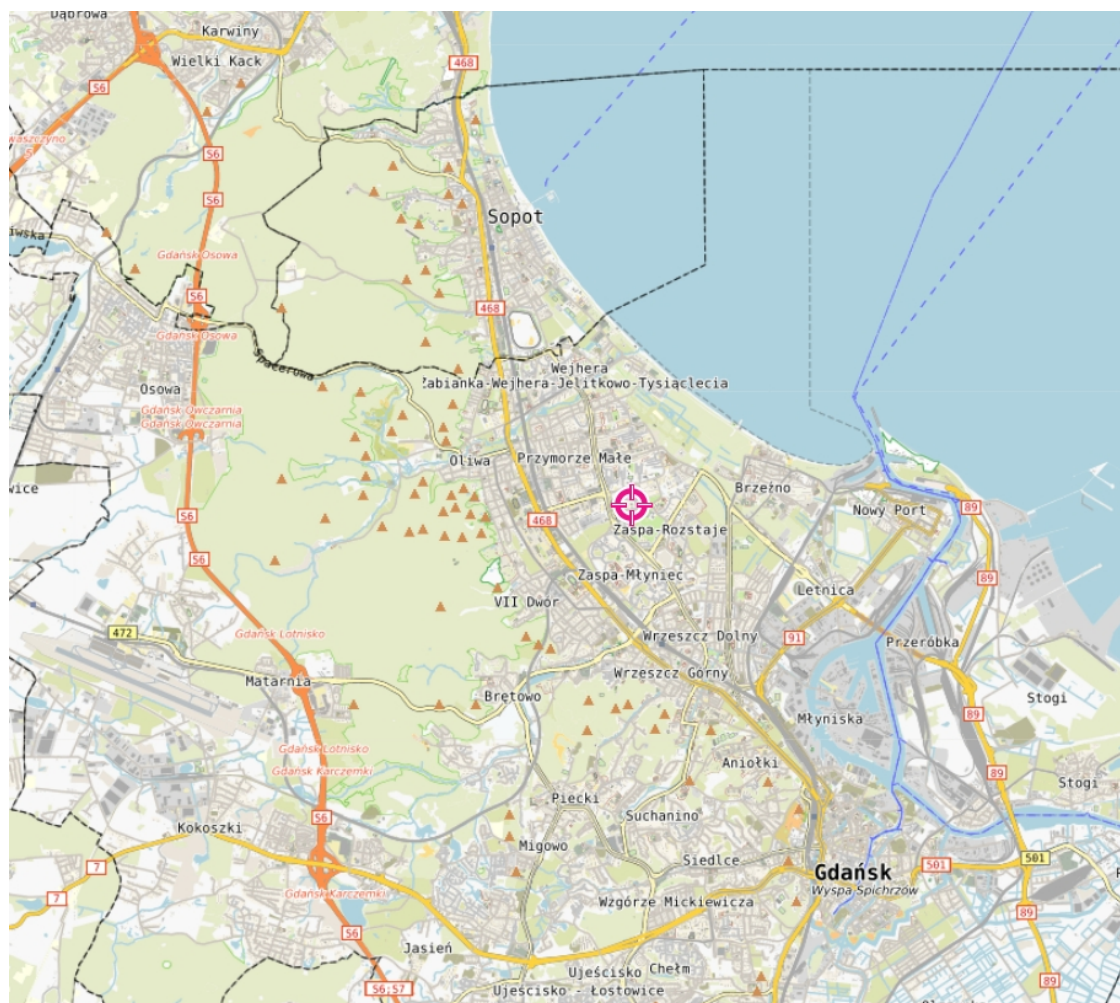 Dąbrowa
Karwiny
Wielki Kack
468
S6
S6
S6
Sopot
Gdańsk Osowa
S6
468
Gdańsk Osowa
Spacerowa
Wejhera
Żabianka-Wejhera-Jelitkowo-Tysiąclecia
Osowa
Gdańsk Owczarnia
Gdańsk Owczarnia
Oliwa
Przymorze Małe
Brzeźno
S6
468
Nowy Port
89
Zaspa-Rozstaje
S6
Zaspa-Młyniec
89
VII Dwór
Letnica
472
Gdańsk Lotnisko
Wrzeszcz Dolny
91
Przeróbka
Matarnia
Wrzeszcz Górny
Brętowo
Stogi
89
Młyniska
Gdańsk Lotnisko
Gdańsk Karczemki
Aniołki
89
Stogi
Piecki
S6
Suchanino
Kokoszki
Migowo
7
Siedlce
501
501
Gdańsk
Wyspa Spichrzów
7
Gdańsk Karczemki
Wzgórze Mickiewicza
89
S6
Jasień
Ujeścisko
Chełm
89
S6;S7
Ujeścisko - Łostowice